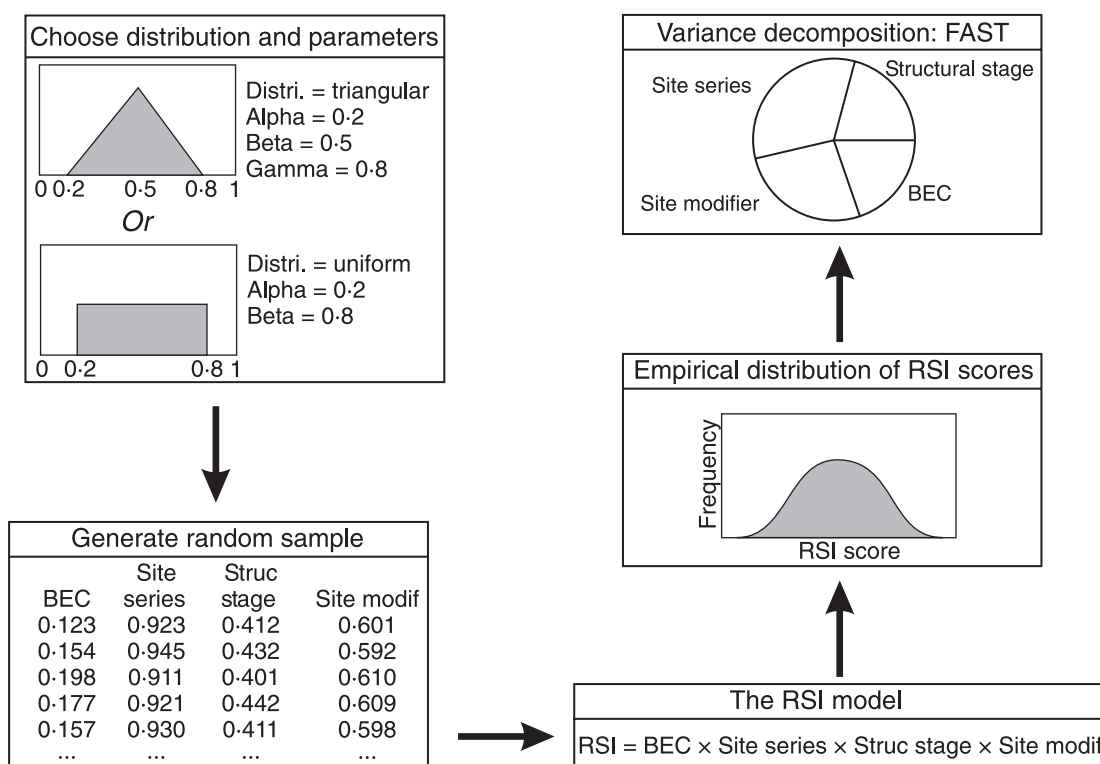 Choose distribution and parameters
Distri. = triangular
Alpha = 0·2
Beta = 0·5
Gamma = 0·8
0 0·2 0·5 0·8 1
Or
Distri. = uniform
Alpha = 0·2
Beta = 0·8
0 0·2 0·8 1
Generate random sample
Site Struc
BEC series stage Site modif
0·123 0·923 0·412 0·601
0·154 0·945 0·432 0·592
0·198 0·911 0·401 0·610
0·177 0·921 0·442 0·609
0·157 0·930 0·411 0·598
... ... ... ...
The RSI model
RSI = BEC × Site series × Struc stage × Site modif
Empirical distribution of RSI scores
Frequency
RSI score
Variance decomposition: FAST
Structural stage
Site series
BEC
Site modifier